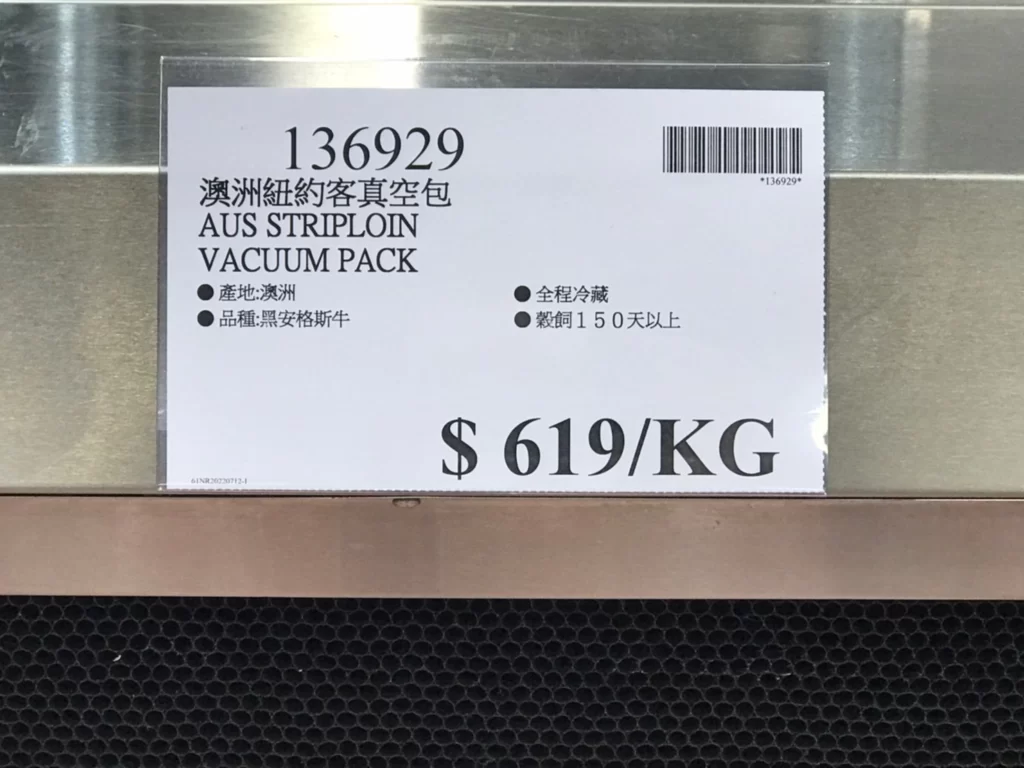 136929
*136929*
澳洲紐約客真空包
AUS STRIPLOIN
VACUUM PACK
●產地:澳洲
●全程冷藏
●品種:黑安格斯牛
●穀飼１５０天以上
$ 619/KG
61NR20220712-J